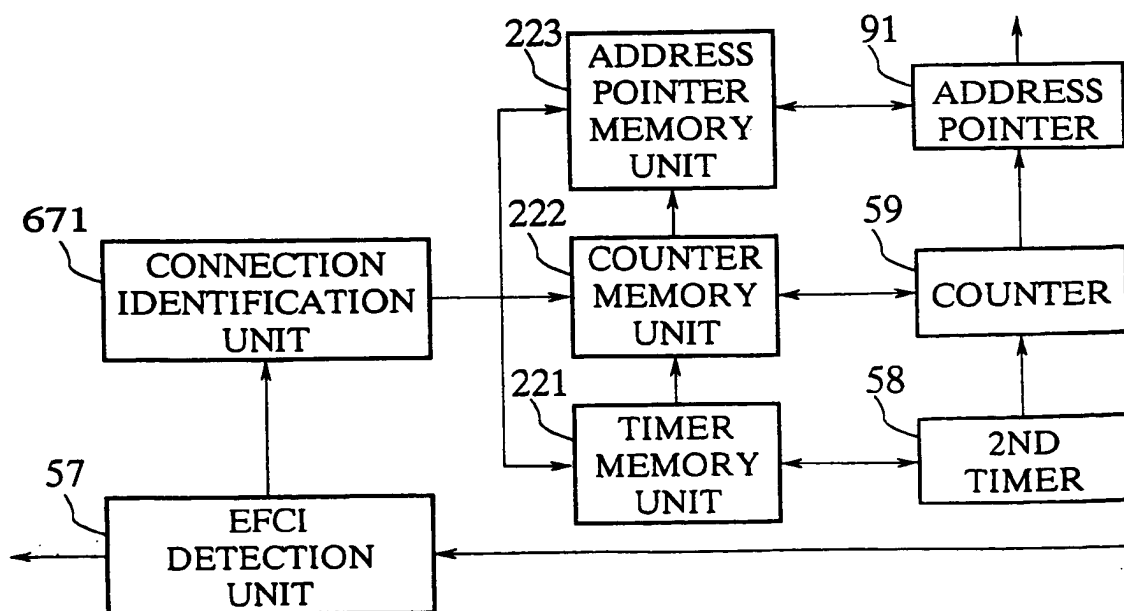 223
ADDRESS
POINTER
MEMORY
UNIT
91
ADDRESS
POINTER
671
CONNECTION
IDENTIFICATION
UNIT
222
COUNTER
MEMORY
UNIT
59
COUNTER
221
TIMER
MEMORY
UNIT
58
2ND
TIMER
57
EFCI
DETECTION
UNIT